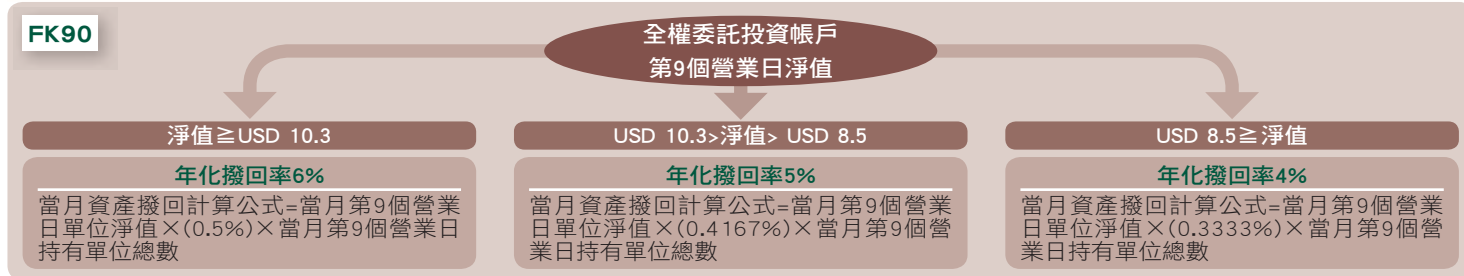 FK90
全權委託投資帳戶
第9個營業日淨值
淨值≧USD 10.3
年化撥回率6%
當月資產撥回計算公式=當月第9個營業
日單位淨值×(0.5%)×當月第9個營業日
持有單位總數
USD 10.3>淨值> USD 8.5
年化撥回率5%
當月資產撥回計算公式=當月第9個營業
日單位淨值×(0.4167%)×當月第9個營
業日持有單位總數
USD 8.5≧淨值
年化撥回率4%
當月資產撥回計算公式=當月第9個營業
日單位淨值×(0.3333%)×當月第9個營
業日持有單位總數